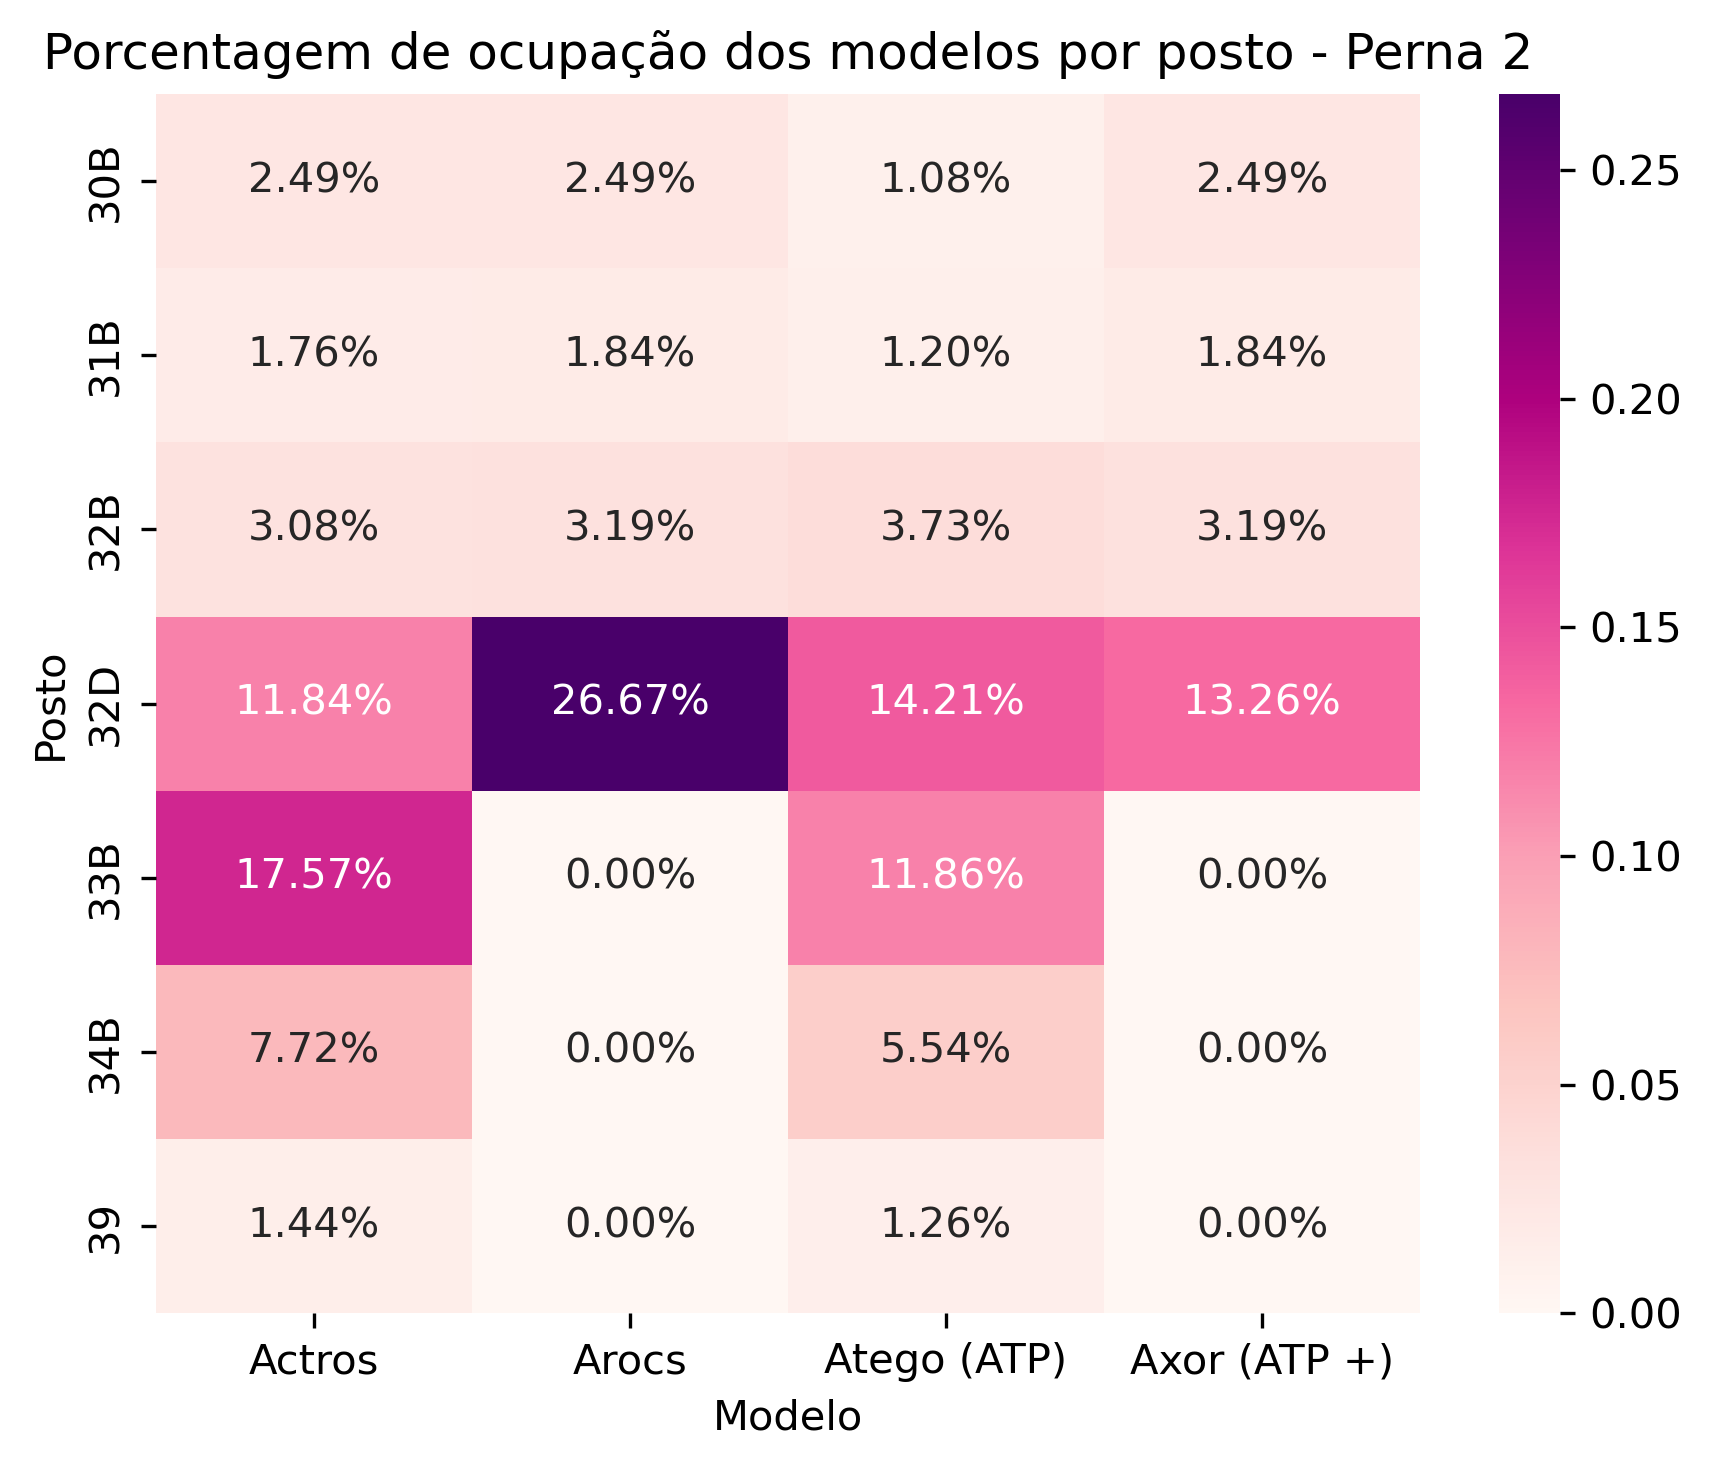 Porcentagem de ocupação dos modelos por posto - Perna 2
Posto
30B 2.49% 2.49% 1.08% 2.49%
31B 1.76% 1.84% 1.20% 1.84%
32B 3.08% 3.19% 3.73% 3.19%
32D 11.84% 26.67% 14.21% 13.26%
33B 17.57% 0.00% 11.86% 0.00%
34B 7.72% 0.00% 5.54% 0.00%
39 1.44% 0.00% 1.26% 0.00%
Actros Arocs Atego (ATP) Axor (ATP +)
Modelo
0.25
0.20
0.15
0.10
0.05
0.00